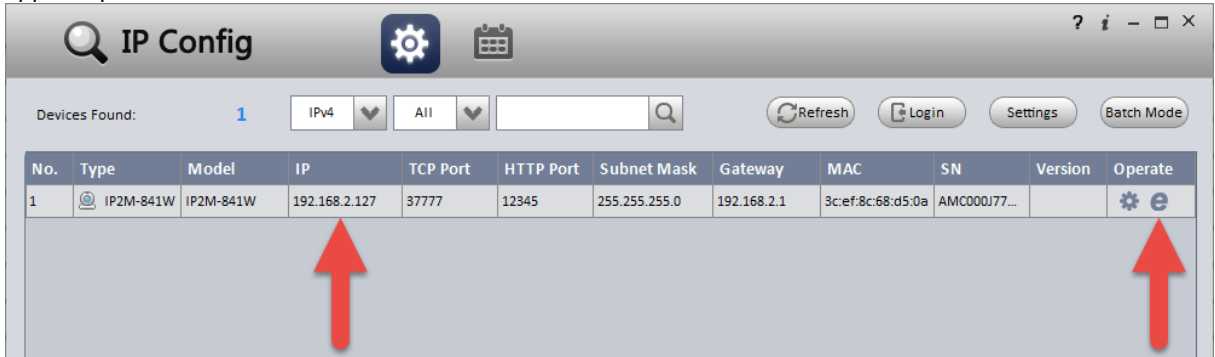 IP Config
? i
Devices Found: 1 IPv4 All Refresh Login Settings Batch Mode
No. Type Model IP TCP Port HTTP Port Subnet Mask Gateway MAC SN Version Operate
1 IP2M-841W IP2M-841W 192.168.2.127 37777 12345 255.255.255.0 192.168.2.1 3c:ef:8c:68:d5:0a AMC000J77...